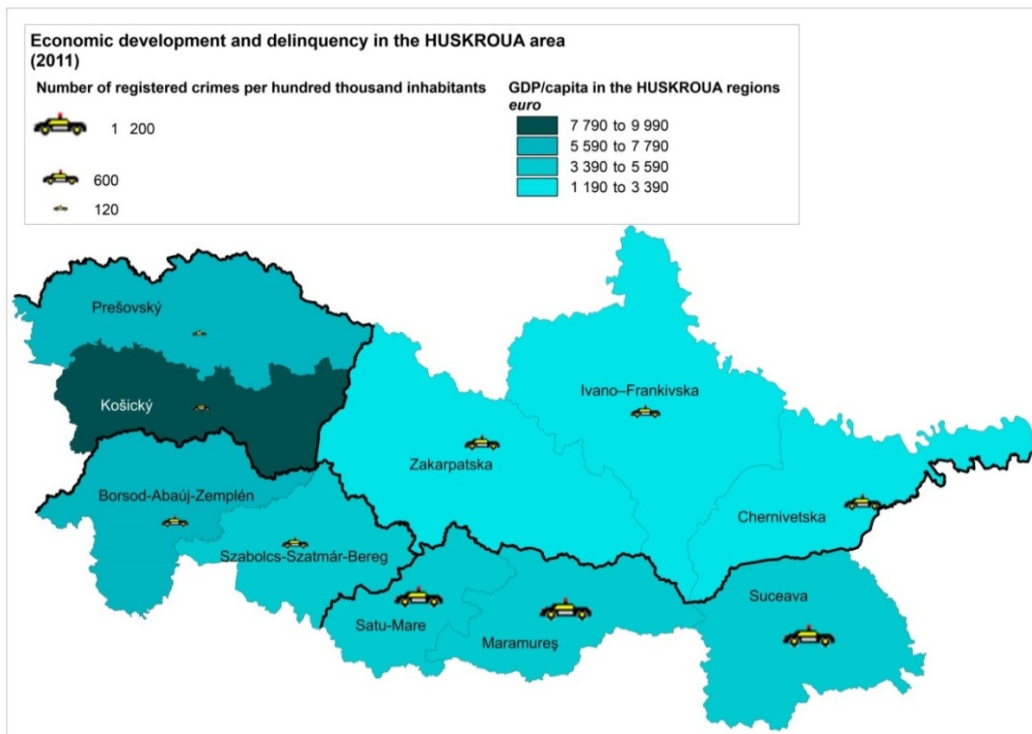 Economic development and delinquency in the HUSKROUA area
(2011)
Number of registered crimes per hundred thousand inhabitants
1 200
600
120
GDP/capita in the HUSKROUA regions
euro
7 790 to 9 990
5 590 to 7 790
3 390 to 5 590
1 190 to 3 390
Prešovský
Košický
Ivano–Frankivska
Zakarpatska
Borsod-Abaúj-Zemplén
Chernivetska
Szabolcs-Szatmár-Bereg
Suceava
Satu-Mare
Maramureş